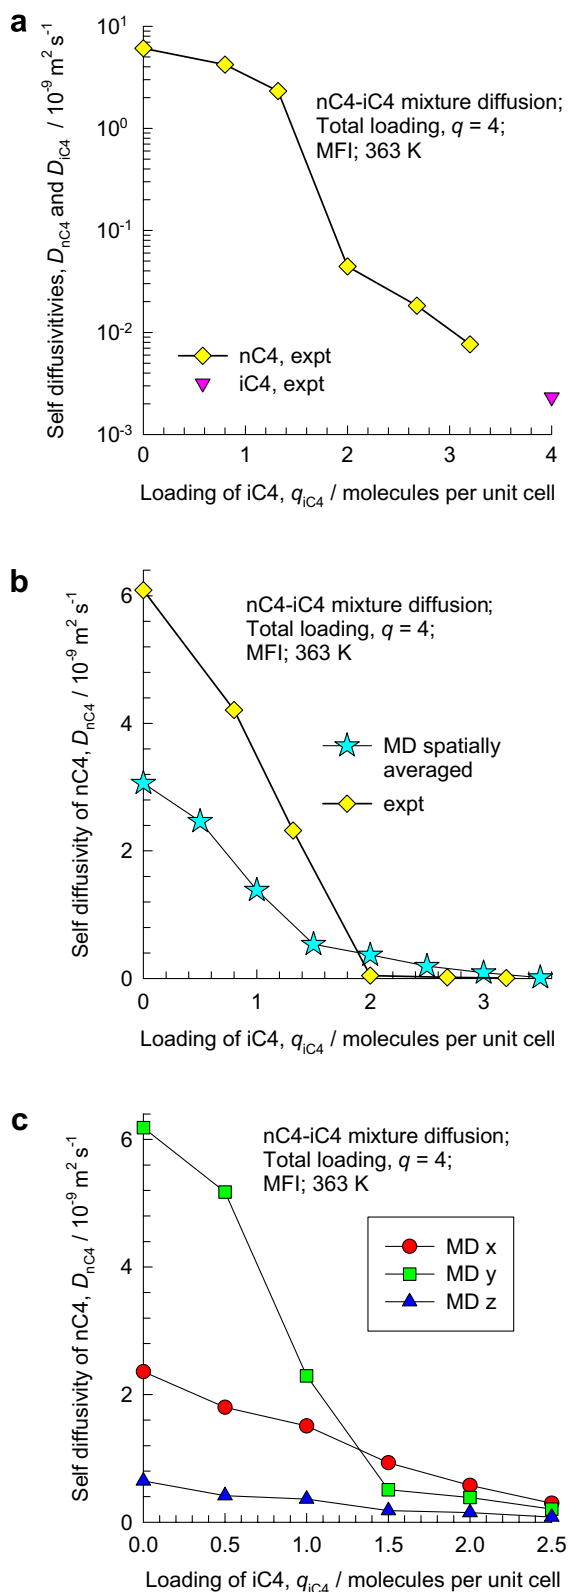 a
Self diffusivitivies, D_nC4 and D_iC4 / 10^-9 m^2 s^-1
10^1
10^0
10^-1
10^-2
10^-3
nC4-iC4 mixture diffusion;
Total loading, q = 4;
MFI; 363 K
nC4, expt
iC4, expt
0 1 2 3 4
Loading of iC4, q_iC4 / molecules per unit cell
b
Self diffusivity of nC4, D_nC4 / 10^-9 m^2 s^-1
6
4
2
0
nC4-iC4 mixture diffusion;
Total loading, q = 4;
MFI; 363 K
MD spatially
averaged
expt
0 1 2 3
Loading of iC4, q_iC4 / molecules per unit cell
c
Self diffusivity of nC4, D_nC4 / 10^-9 m^2 s^-1
6
4
2
0
nC4-iC4 mixture diffusion;
Total loading, q = 4;
MFI; 363 K
MD x
MD y
MD z
0.0 0.5 1.0 1.5 2.0 2.5
Loading of iC4, q_iC4 / molecules per unit cell